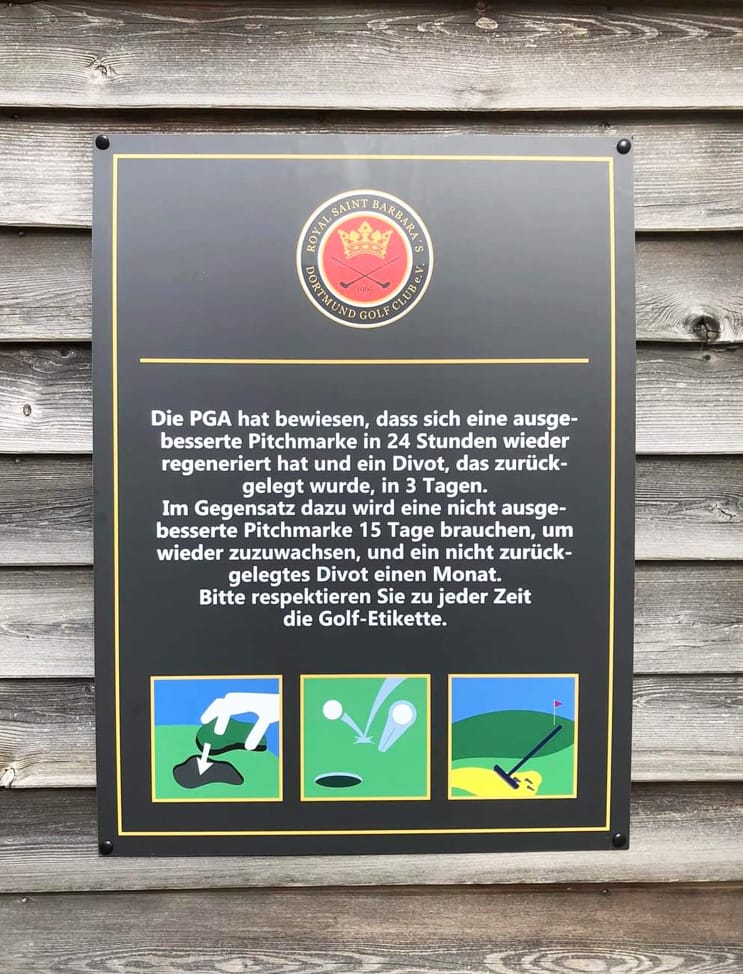 ROYAL SAINT BARBARA´S
DORTMUND GOLF CLUB e.V.
Die PGA hat bewiesen, dass sich eine ausge-
besserte Pitchmarke in 24 Stunden wieder
regeneriert hat und ein Divot, das zurück-
gelegt wurde, in 3 Tagen.
Im Gegensatz dazu wird eine nicht ausge-
besserte Pitchmarke 15 Tage brauchen, um
wieder zuzuwachsen, und ein nicht zurück-
gelegtes Divot einen Monat.
Bitte respektieren Sie zu jeder Zeit
die Golf-Etikette.